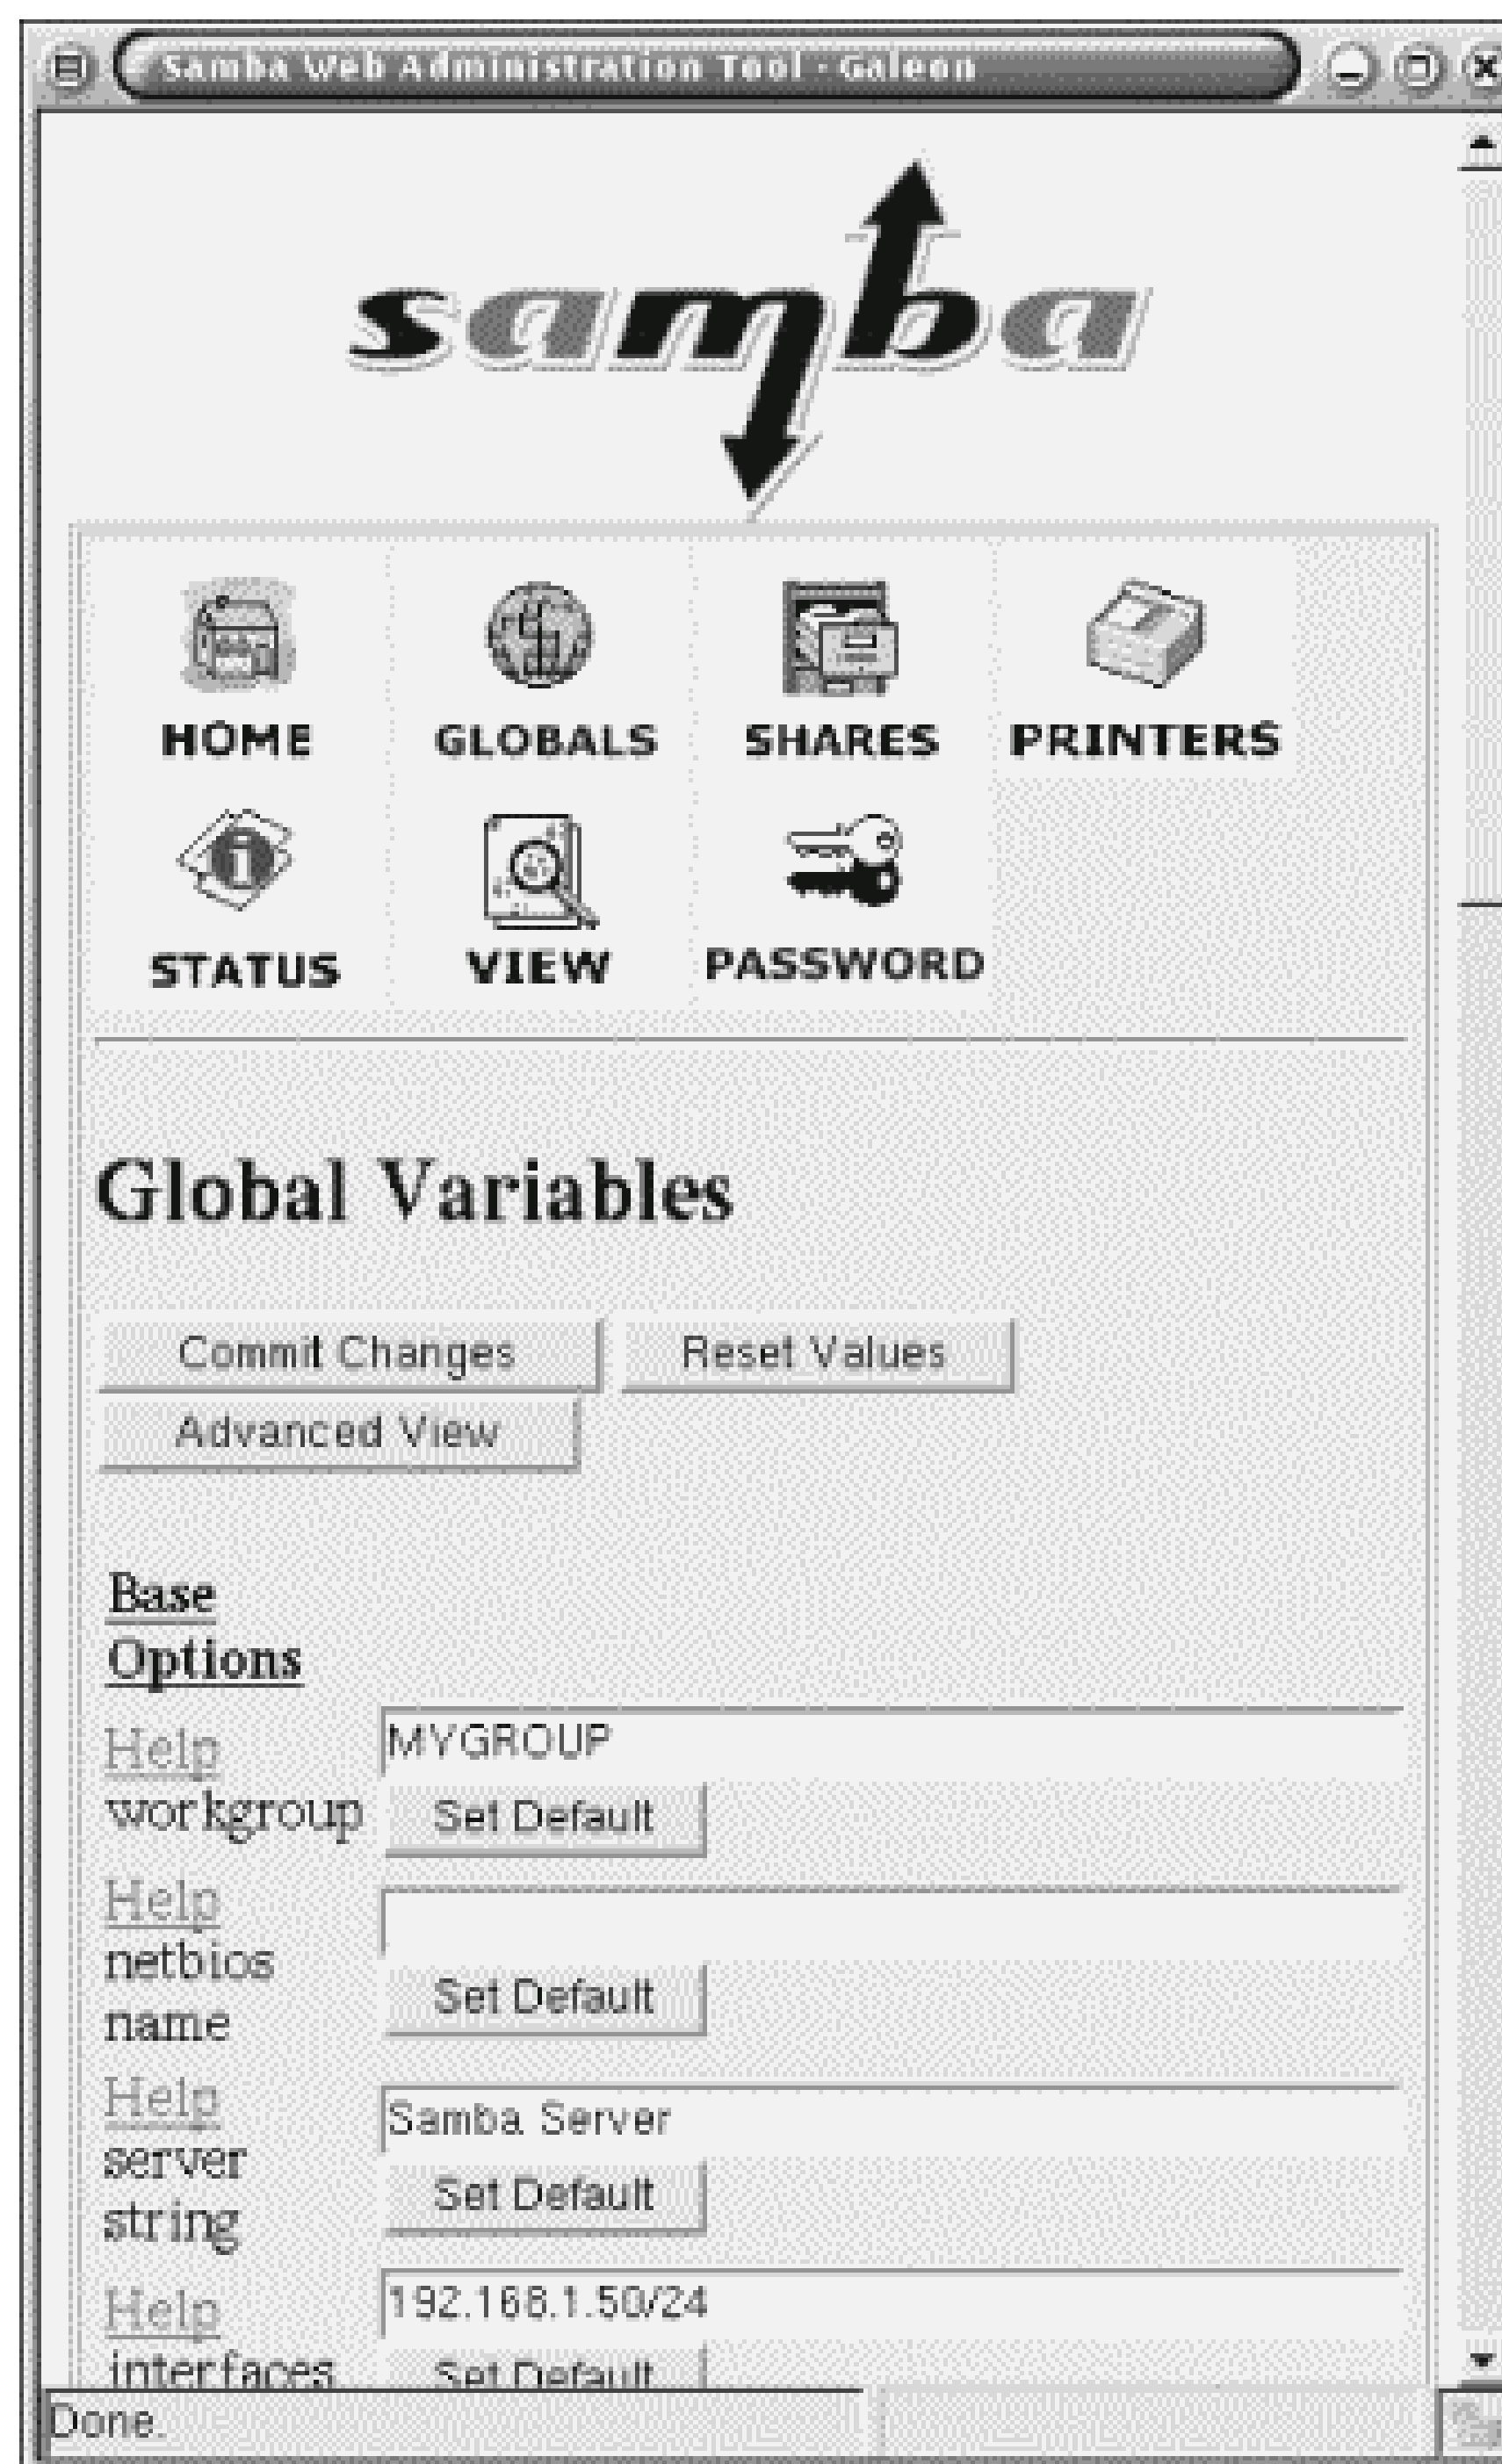 Samba Web Administration Tool - Galeon
samba
HOME GLOBALS SHARES PRINTERS
STATUS VIEW PASSWORD
Global Variables
Commit Changes Reset Values
Advanced View
Base
Options
Help MYGROUP
workgroup Set Default
Help
netbios
name Set Default
Help Samba Server
server
string Set Default
Help 192.168.1.50/24
interfaces Set Default
Done.